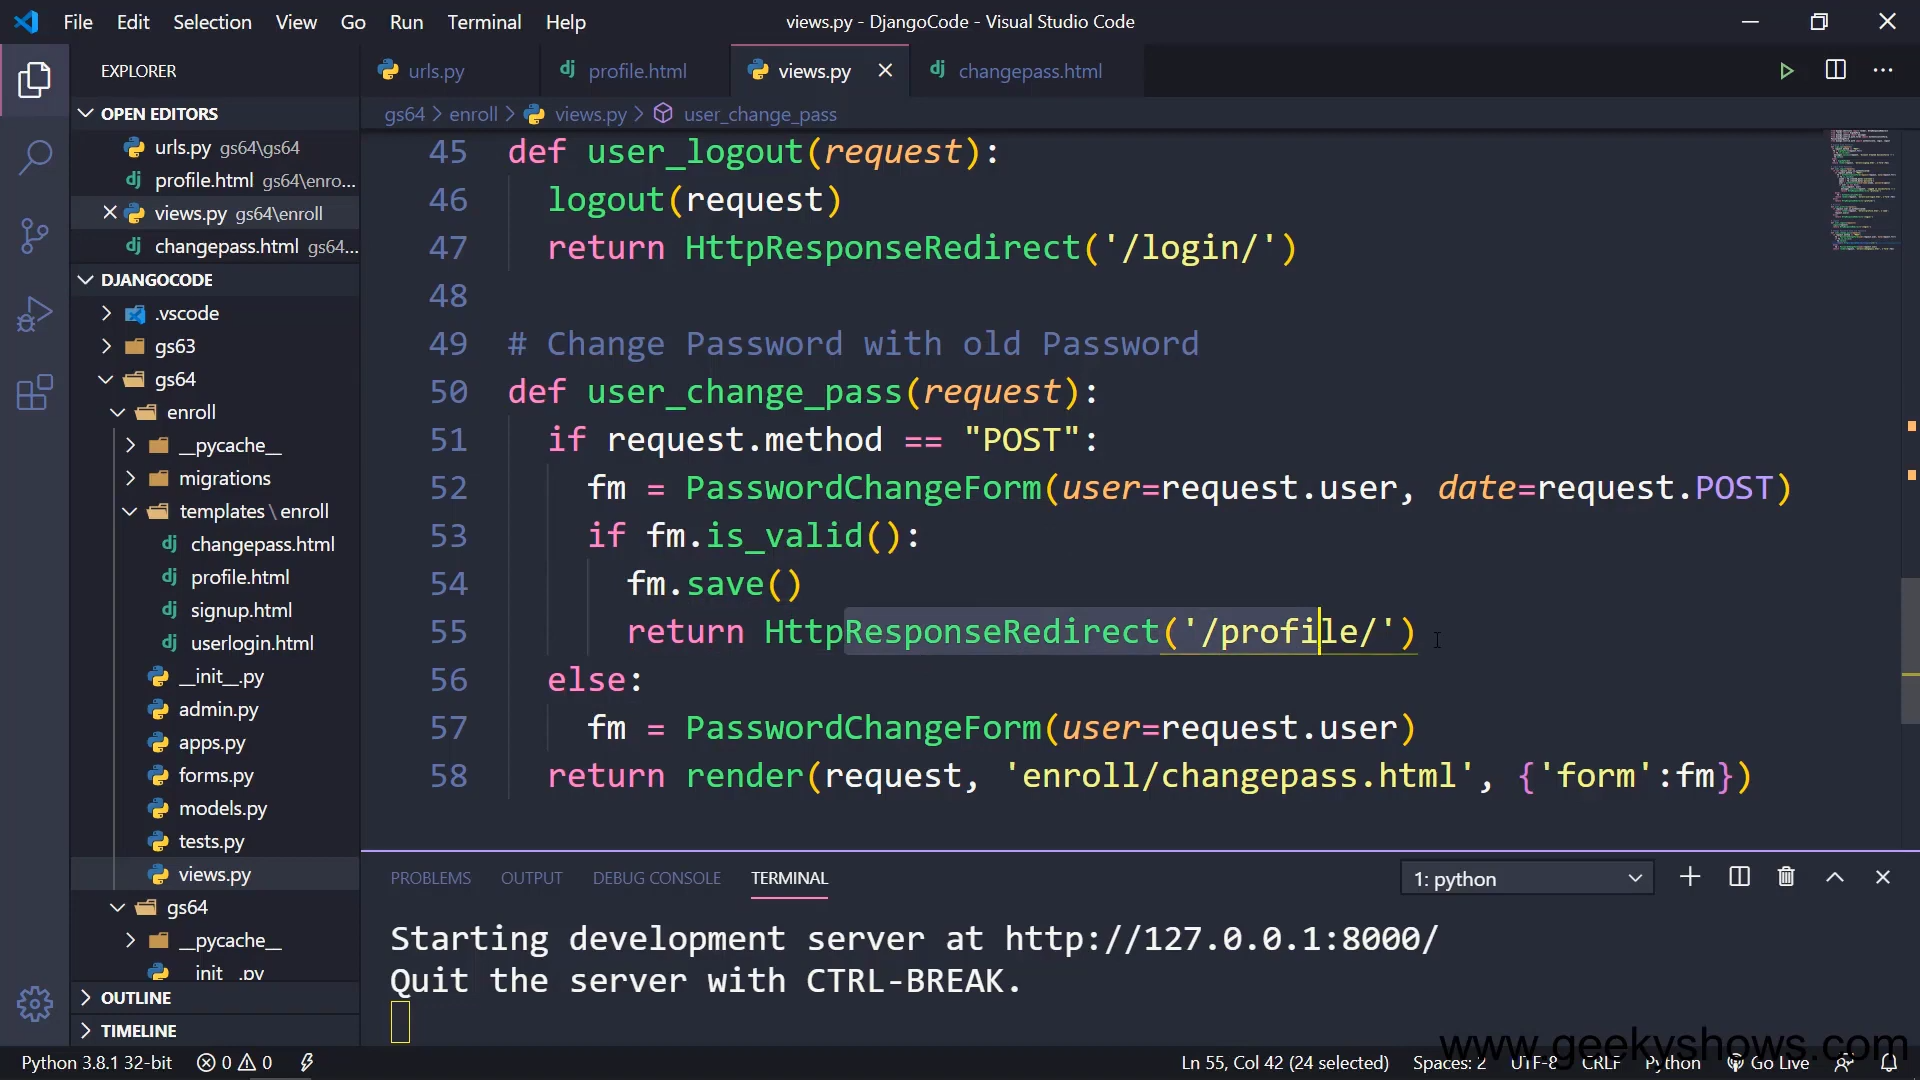 File Edit Selection View Go Run Terminal Help
views.py - DjangoCode - Visual Studio Code
EXPLORER
OPEN EDITORS
urls.py gs64\gs64
profile.html gs64\enro...
views.py gs64\enroll
changepass.html gs64...
DJANGOCODE
.vscode
gs63
gs64
enroll
__pycache__
migrations
templates\enroll
changepass.html
profile.html
signup.html
userlogin.html
__init__.py
admin.py
apps.py
forms.py
models.py
tests.py
views.py
gs64
__pycache__
__init__.py
OUTLINE
TIMELINE
urls.py profile.html views.py changepass.html
gs64 > enroll > views.py > user_change_pass
45 def user_logout(request):
46 logout(request)
47 return HttpResponseRedirect('/login/')
48
49 # Change Password with old Password
50 def user_change_pass(request):
51 if request.method == "POST":
52 fm = PasswordChangeForm(user=request.user, date=request.POST)
53 if fm.is_valid():
54 fm.save()
55 return HttpResponseRedirect('/profile/')
56 else:
57 fm = PasswordChangeForm(user=request.user)
58 return render(request, 'enroll/changepass.html', {'form':fm})
PROBLEMS OUTPUT DEBUG CONSOLE TERMINAL
1: python
Starting development server at http://127.0.0.1:8000/
Quit the server with CTRL-BREAK.
www.geekyshows.com
Python 3.8.1 32-bit 0 0 Ln 55, Col 42 (24 selected) Spaces: 2 UTF-8 CRLF Python Go Live